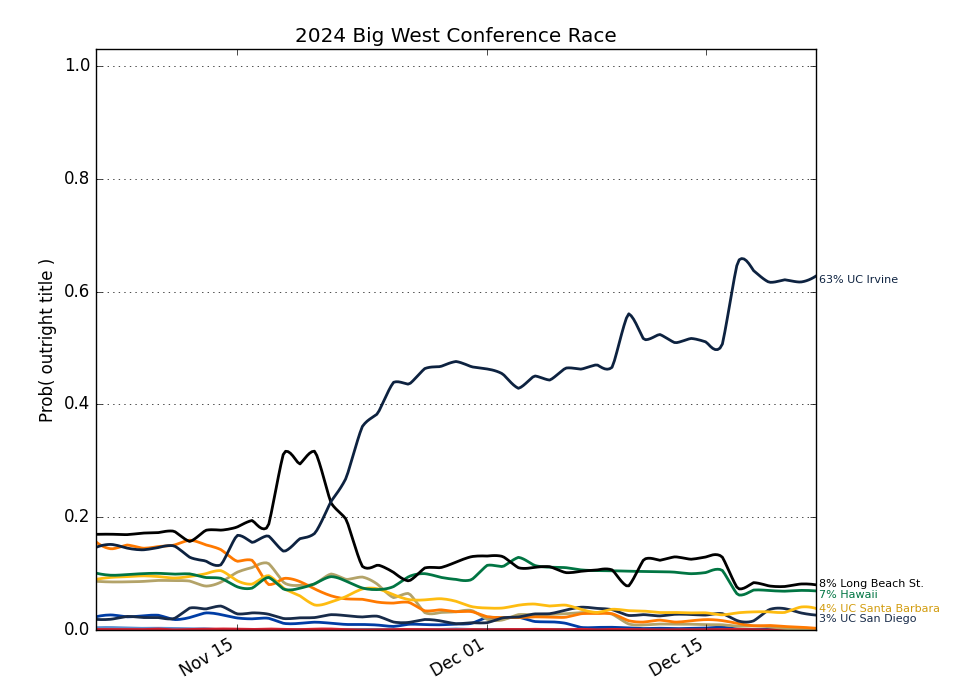 2024 Big West Conference Race
Prob( outright title )
1.0
0.8
0.6
0.4
0.2
0.0
63% UC Irvine
8% Long Beach St.
7% Hawaii
4% UC Santa Barbara
3% UC San Diego
Nov 15
Dec 01
Dec 15